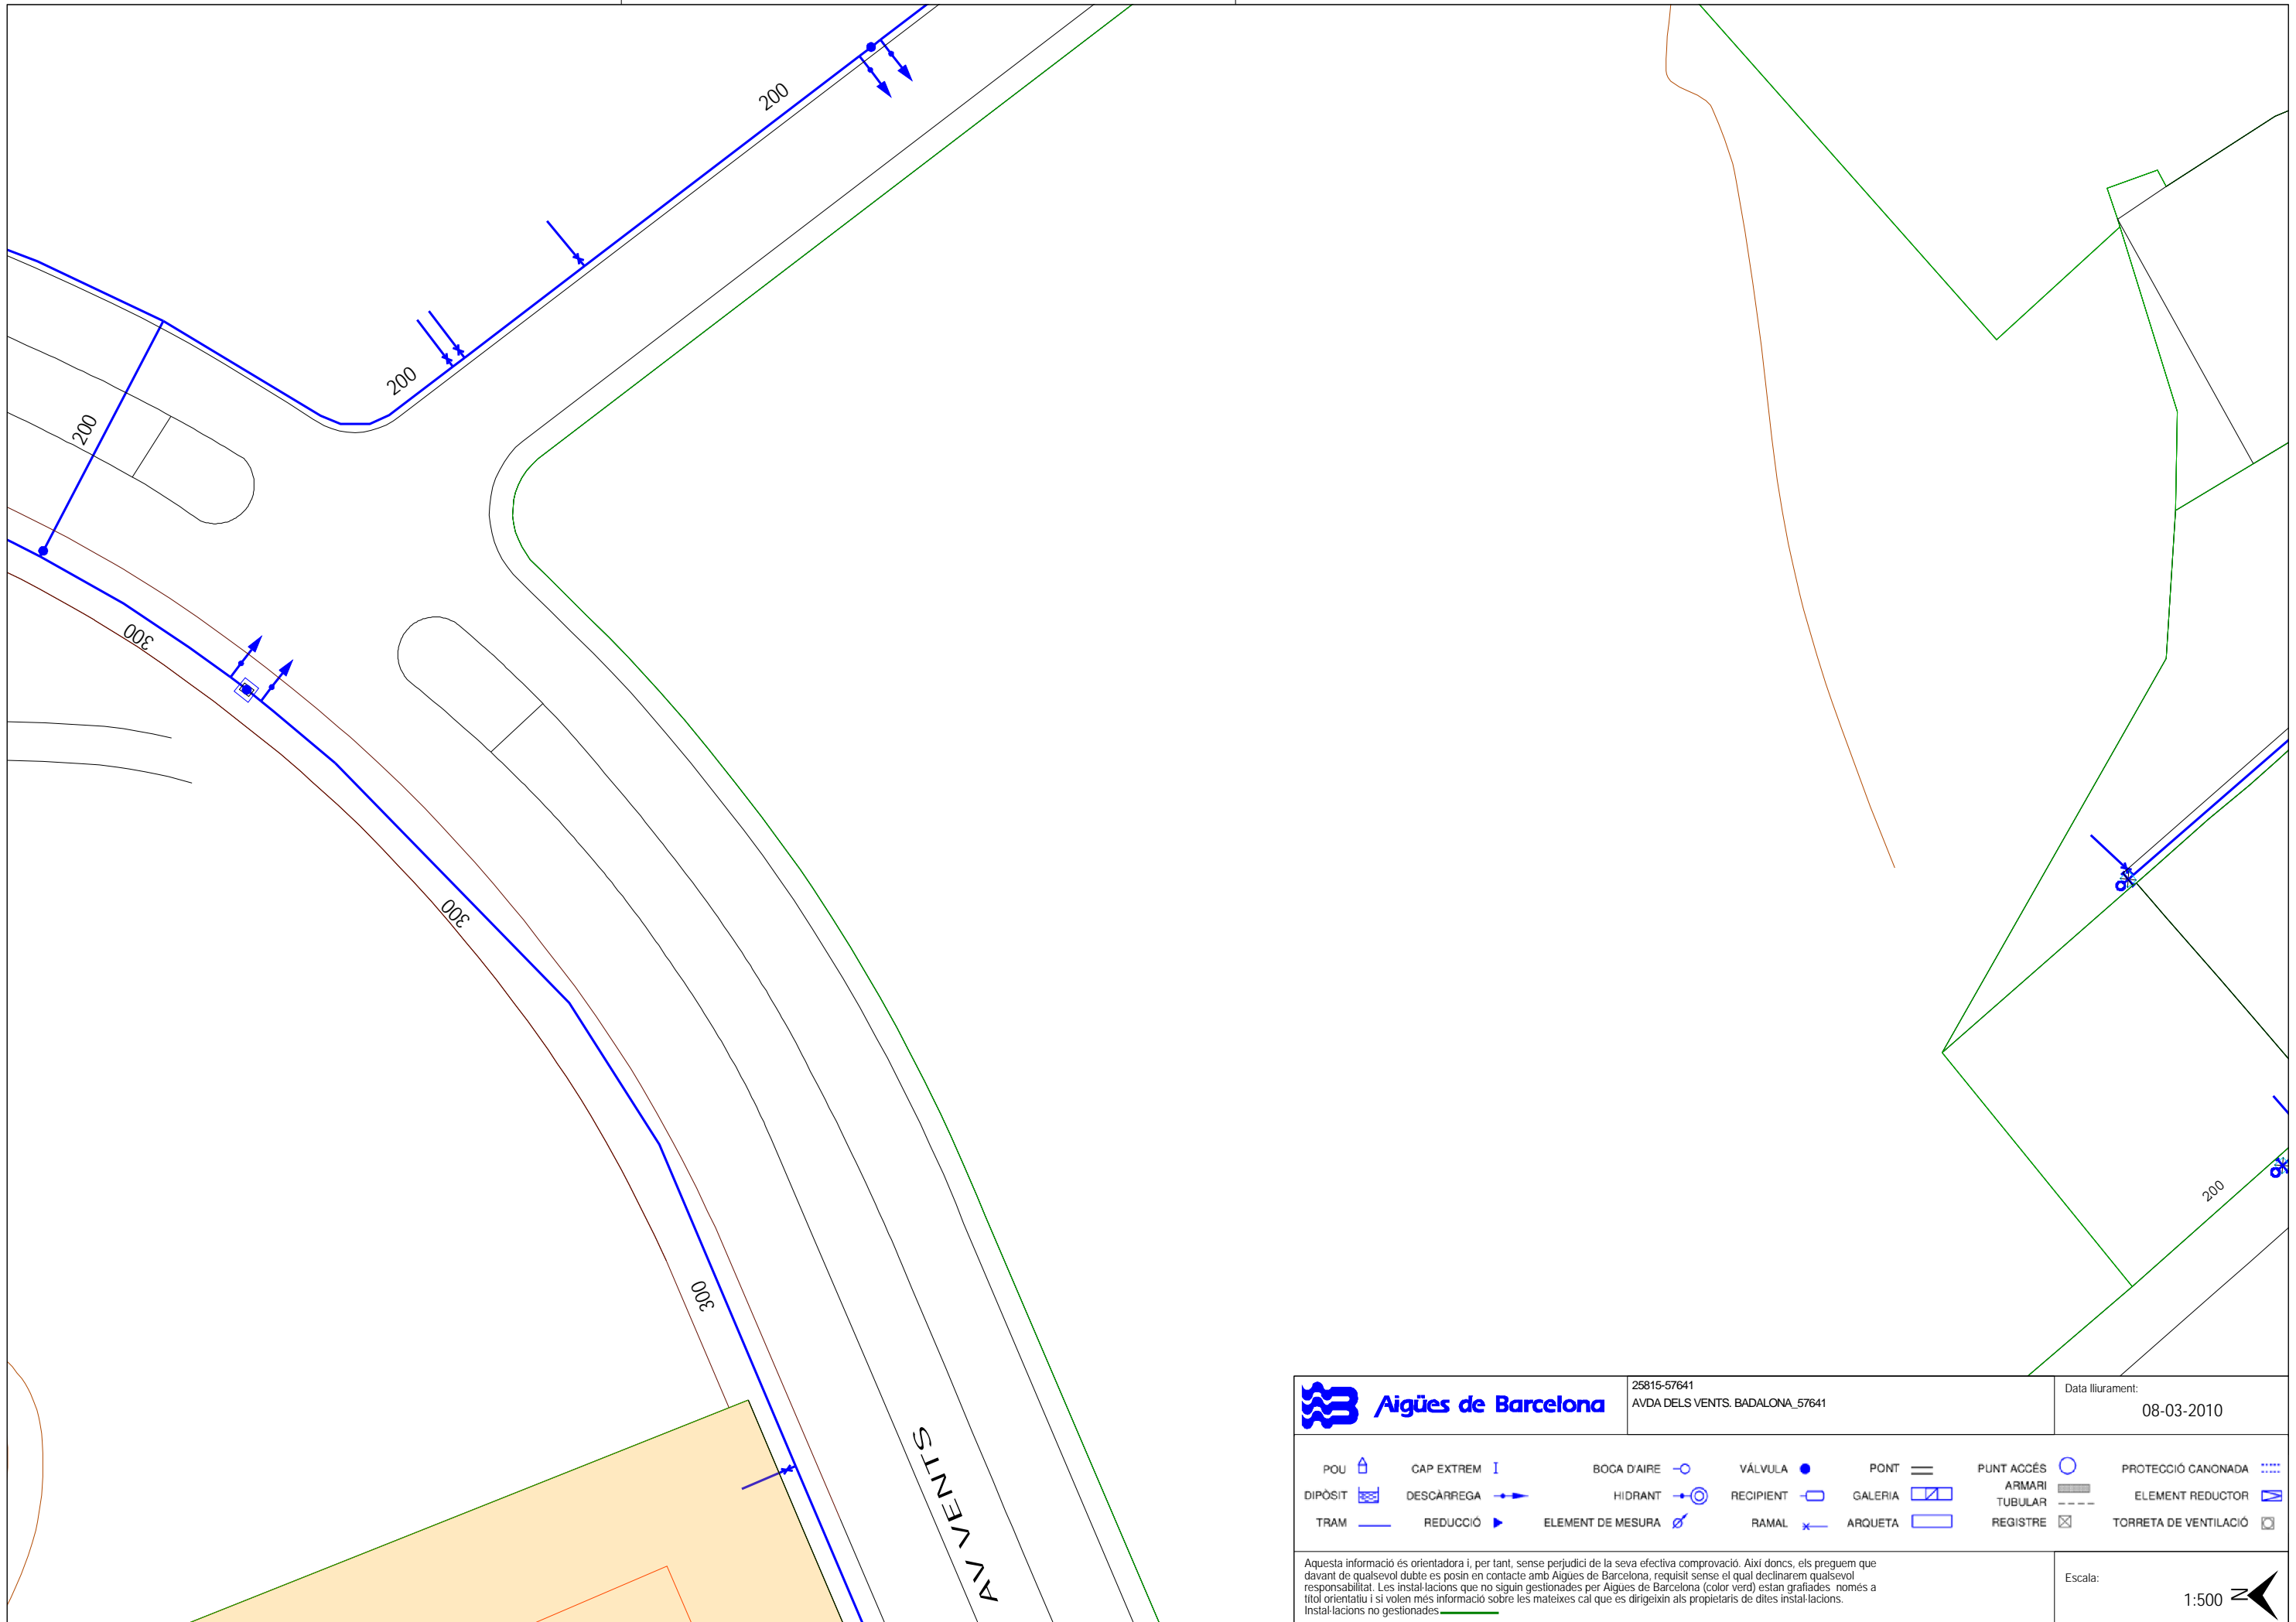 200
200
200
300
300
300
200
AV VENTS
Aigües de Barcelona
25815-57641
AVDA DELS VENTS. BADALONA_57641
Data lliurament:
08-03-2010
POU CAP EXTREM BOCA D'AIRE VÁLVULA PONT PUNT ACCÉS PROTECCIÓ CANONADA
DIPÒSIT DESCÀRREGA HIDRANT RECIPIENT GALERIA ARMARI ELEMENT REDUCTOR
TUBULAR
TRAM REDUCCIÓ ELEMENT DE MESURA RAMAL ARQUETA REGISTRE TORRETA DE VENTILACIÓ
Aquesta informació és orientadora i, per tant, sense perjudici de la seva efectiva comprovació. Així doncs, els preguem que
davant de qualsevol dubte es posin en contacte amb Aigües de Barcelona, requisit sense el qual declinarem qualsevol
responsabilitat. Les instal·lacions que no siguin gestionades per Aigües de Barcelona (color verd) estan grafiades només a
títol orientatiu i si volen més informació sobre les mateixes cal que es dirigeixin als propietaris de dites instal·lacions.
Instal·lacions no gestionades
Escala:
1:500
N